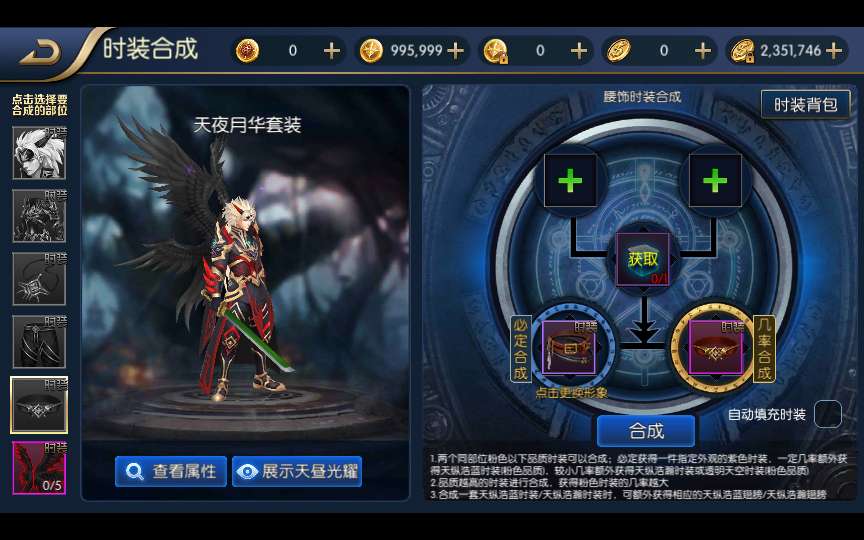 时装合成
0
995,999
0
0
2,351,746
点击选择要
合成的部位
时装
时装
时装
时装
时装
时装
0/5
天夜月华套装
查看属性
展示天昼光耀
腰饰时装合成
时装背包
获取
0/1
必定合成
时装
时装
几率合成
点击更换形象
自动填充时装
合成
1.两个同部位粉色以下品质时装可以合成；必定获得一件指定外观的紫色时装，一定几率额外获
得天纵浩蓝时装(粉色品质)，较小几率额外获得天纵浩瀚时装或透明天空时装(粉色品质)
2.品质越高的时装进行合成，获得粉色时装的几率越大
3.合成一套天纵浩蓝时装/天纵浩瀚时装时，可额外获得相应的天纵浩蓝翅膀/天纵浩瀚翅膀